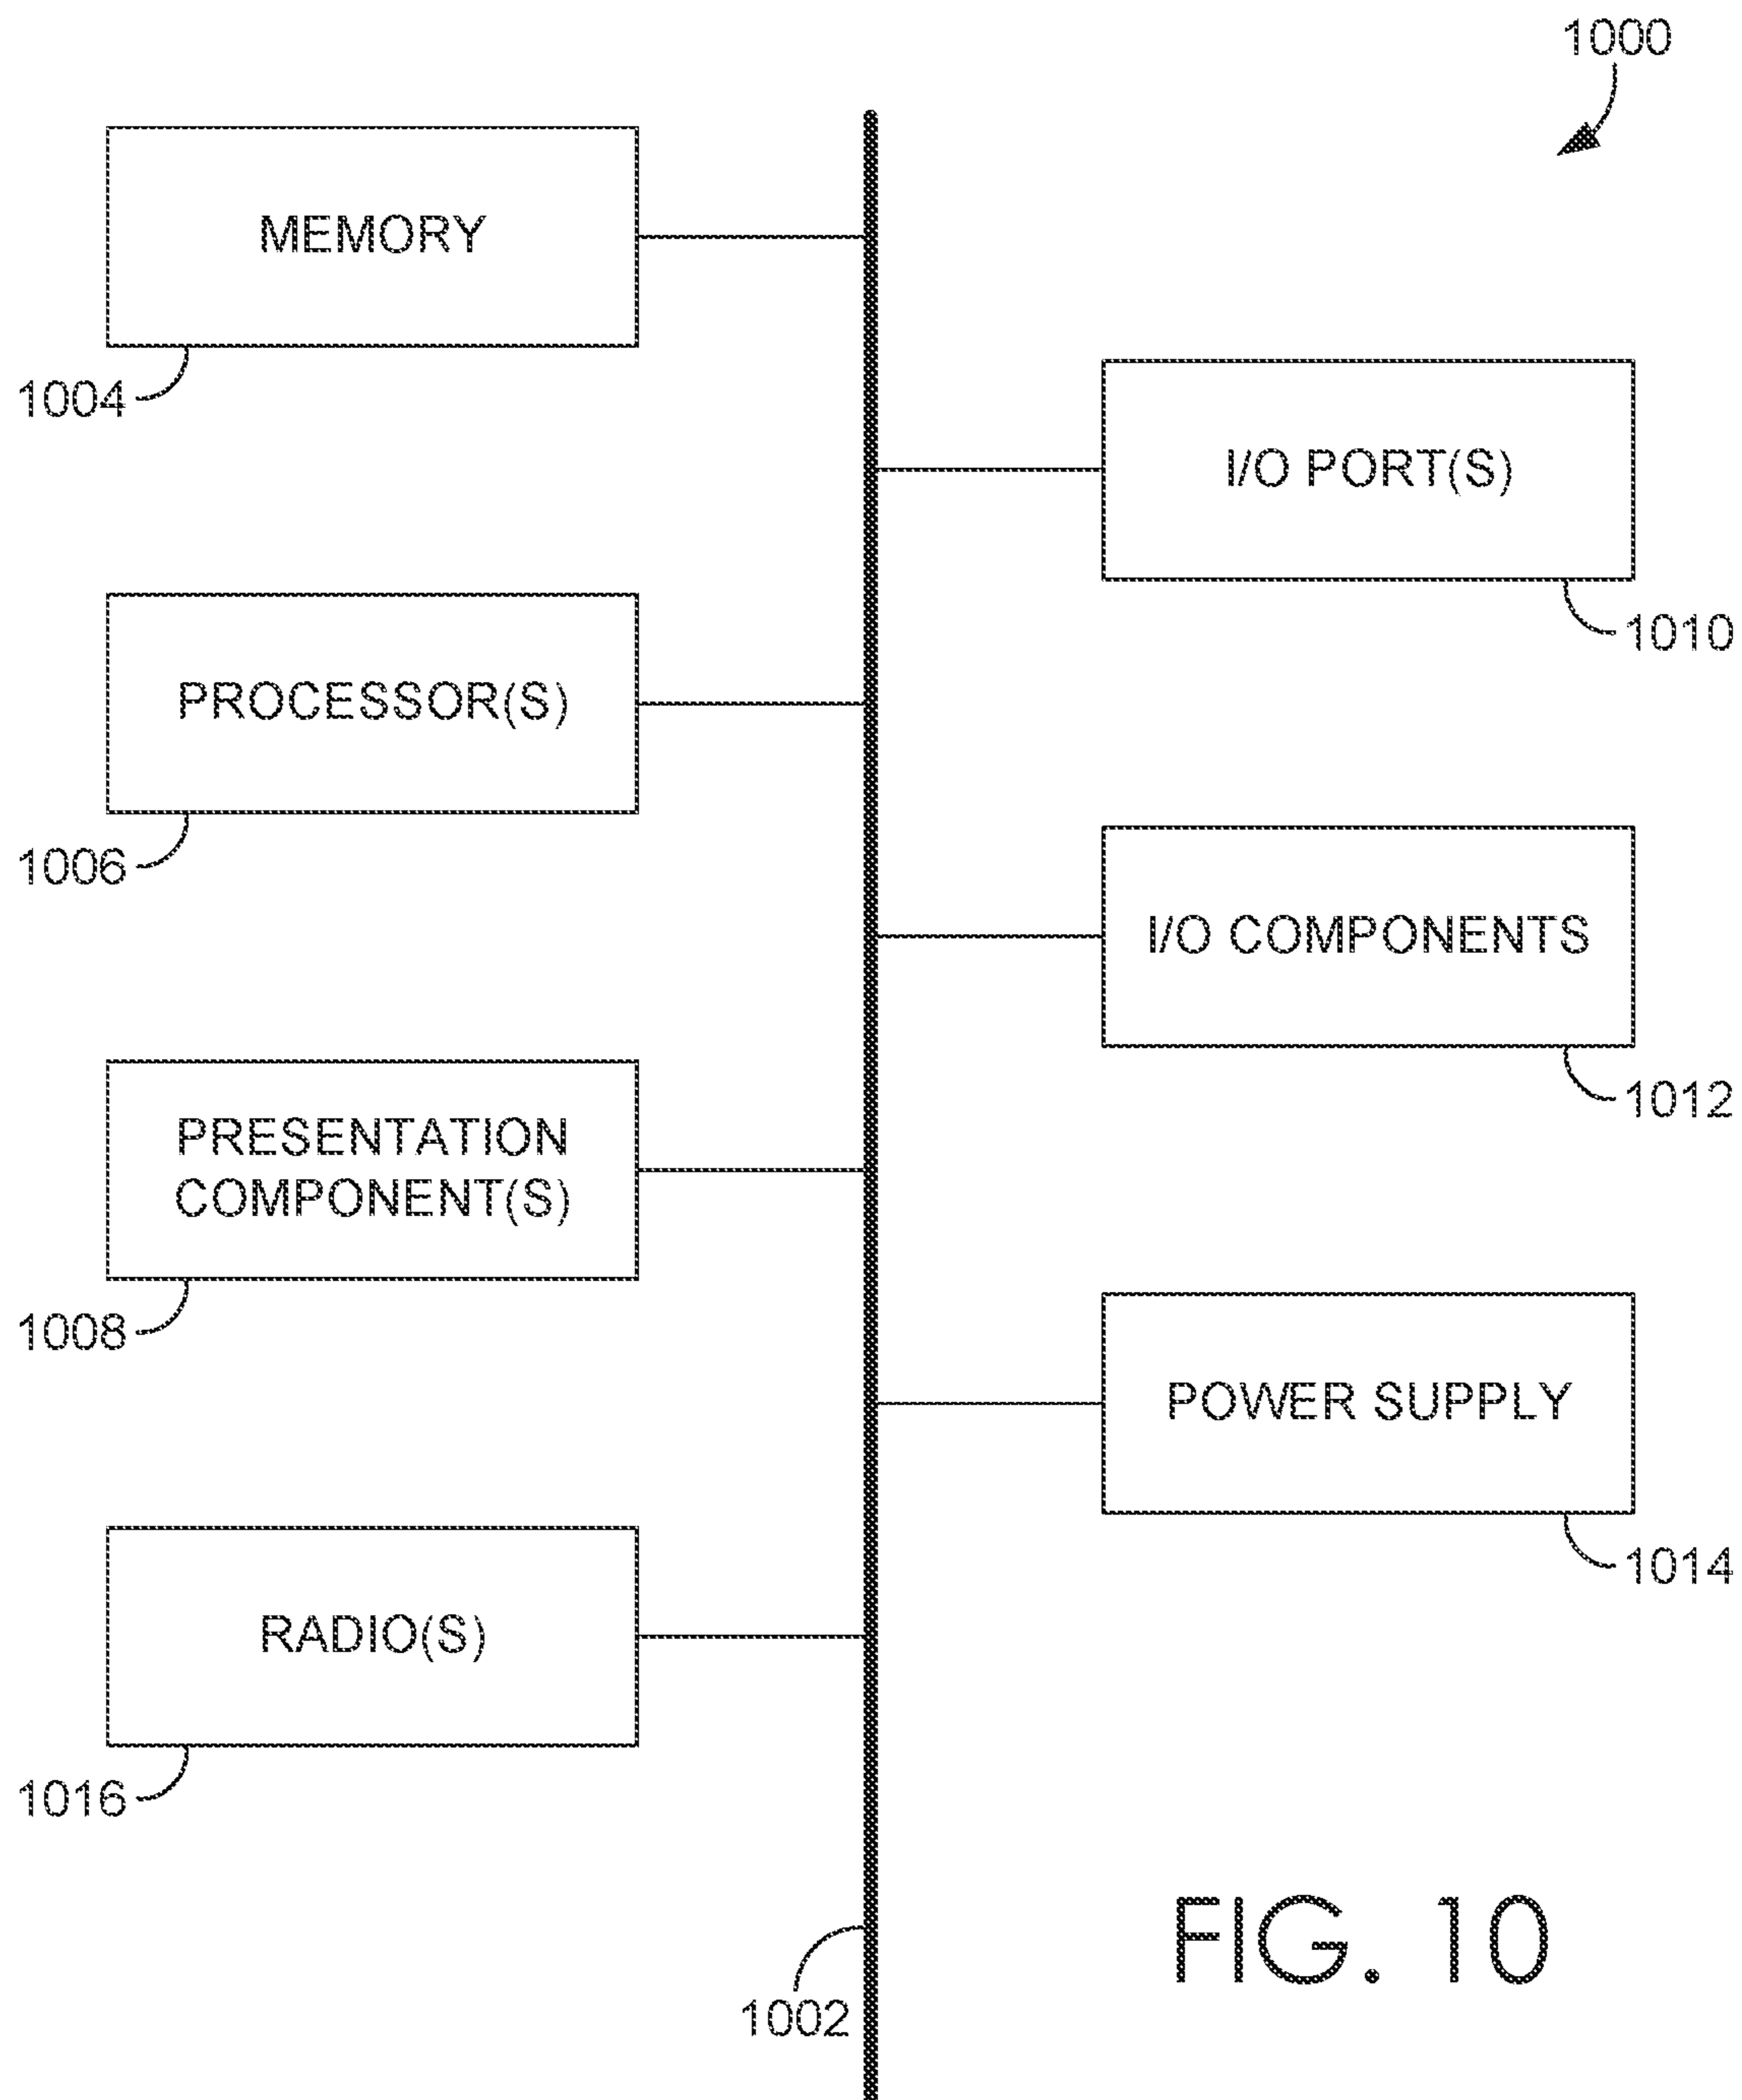 1000
MEMORY
1004
I/O PORT(S)
1010
PROCESSOR(S)
1006
I/O COMPONENTS
1012
PRESENTATION
COMPONENT(S)
1008
POWER SUPPLY
1014
RADIO(S)
1016
1002
FIG. 10